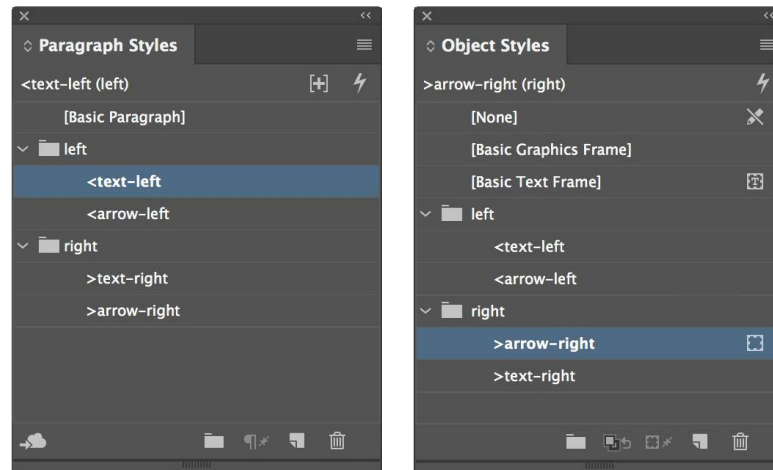 Paragraph Styles
<text-left (left)
[Basic Paragraph]
left
<text-left
<arrow-left
right
>text-right
>arrow-right
Object Styles
>arrow-right (right)
[None]
[Basic Graphics Frame]
[Basic Text Frame]
left
<text-left
<arrow-left
right
>arrow-right
>text-right